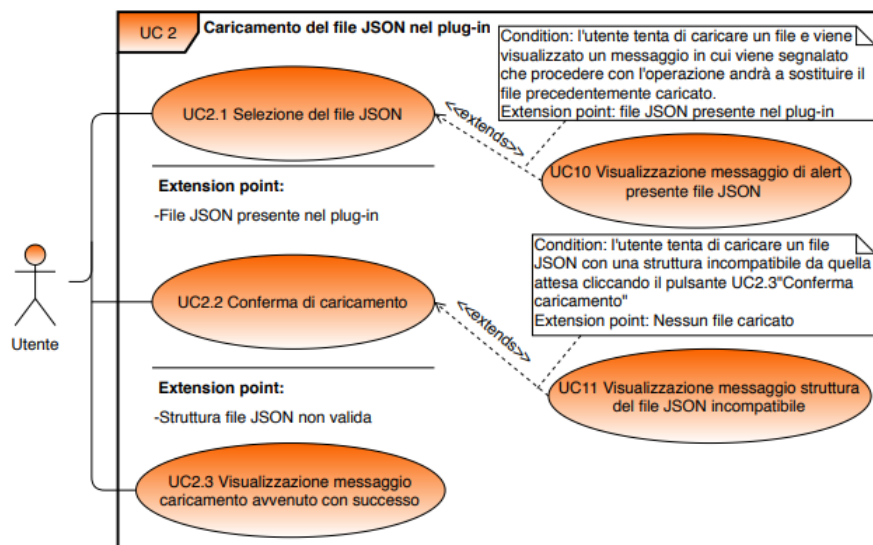 UC 2
Caricamento del file JSON nel plug-in
Condition: l'utente tenta di caricare un file e viene
visualizzato un messaggio in cui viene segnalato
che procedere con l'operazione andrà a sostituire il
file precedentemente caricato.
Extension point: file JSON presente nel plug-in
UC2.1 Selezione del file JSON
<<extends>>
UC10 Visualizzazione messaggio di alert
presente file JSON
Extension point:
-File JSON presente nel plug-in
Condition: l'utente tenta di caricare un file
JSON con una struttura incompatibile da quella
attesa cliccando il pulsante UC2.3"Conferma
caricamento"
Extension point: Nessun file caricato
UC2.2 Conferma di caricamento
<<extends>>
Utente
UC11 Visualizzazione messaggio struttura
del file JSON incompatibile
Extension point:
-Struttura file JSON non valida
UC2.3 Visualizzazione messaggio
caricamento avvenuto con successo